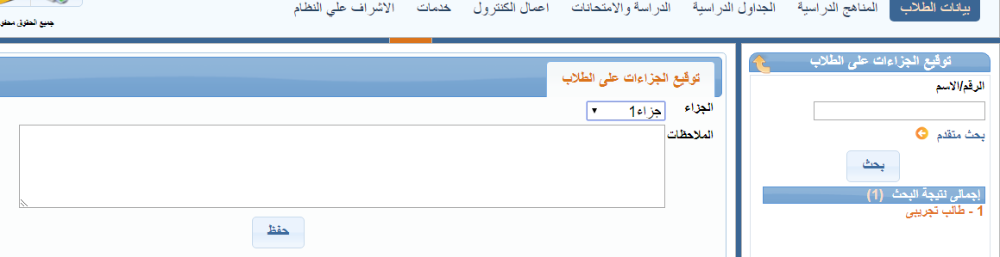 بيانات الطلاب المناهج الدراسية الجداول الدراسية الدراسة والامتحانات اعمال الكنترول خدمات الاشراف علي النظام
جميع الحقوق
توقيع الجزاءات على الطلاب
الرقم/الاسم
بحث متقدم
بحث
إجمالى نتيجة البحث (1)
1 - طالب تجريبى
توقيع الجزاءات على الطلاب
الجزاء جزاء1
الملاحظات
حفظ